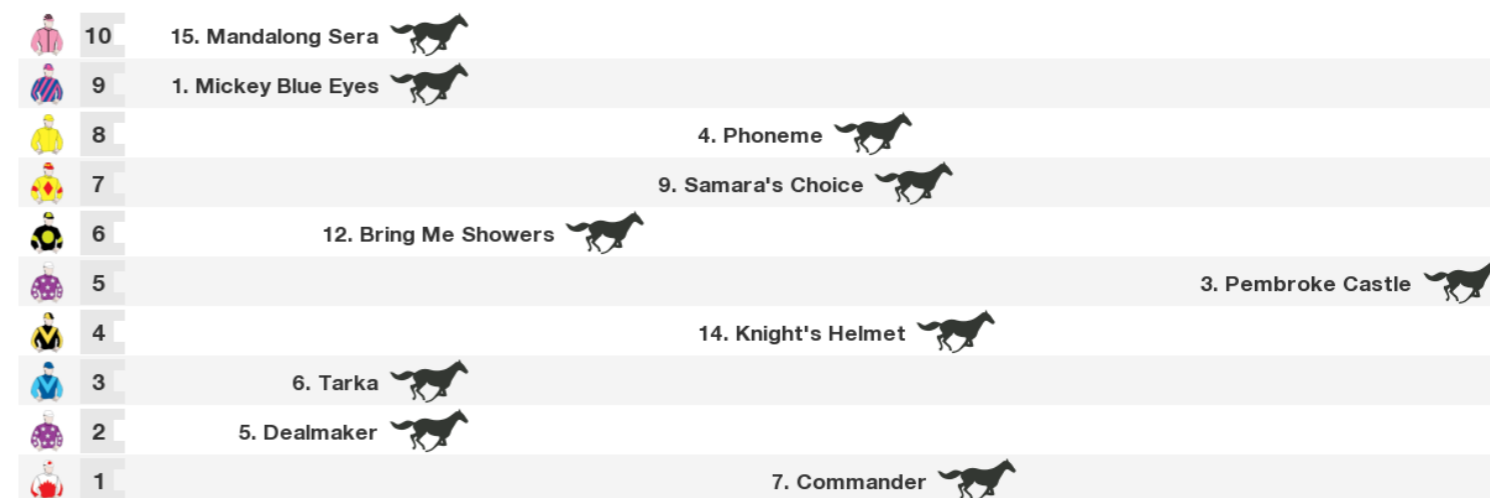 10 15. Mandalong Sera
9 1. Mickey Blue Eyes
8 4. Phoneme
7 9. Samara's Choice
6 12. Bring Me Showers
5 3. Pembroke Castle
4 14. Knight's Helmet
3 6. Tarka
2 5. Dealmaker
1 7. Commander